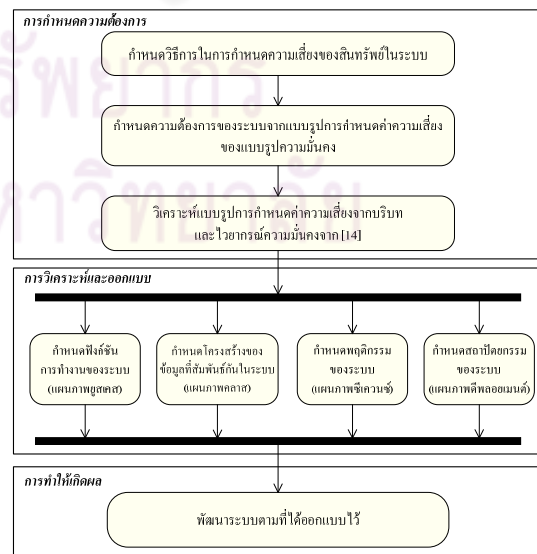 การกำหนดความต้องการ
กำหนดวิธีการในการกำหนดความเสี่ยงของสินทรัพย์ในระบบ
กำหนดความต้องการของระบบจากแบบรูปการกำหนดค่าความเสี่ยง
ของแบบรูปความมั่นคง
วิเคราะห์แบบรูปการกำหนดค่าความเสี่ยงจากบริบท
และไวยากรณ์ความมั่นคงจาก [14]
การวิเคราะห์และออกแบบ
กำหนดฟังก์ชัน
การทำงานของระบบ
(แผนภาพยูสเคส)
กำหนดโครงสร้างของ
ข้อมูลที่สัมพันธ์กันในระบบ
(แผนภาพคลาส)
กำหนดพฤติกรรม
ของระบบ
(แผนภาพซีเควนซ์)
กำหนดสถาปัตยกรรม
ของระบบ
(แผนภาพดีพลอยเมนต์)
การทำให้เกิดผล
พัฒนาระบบตามที่ได้ออกแบบไว้